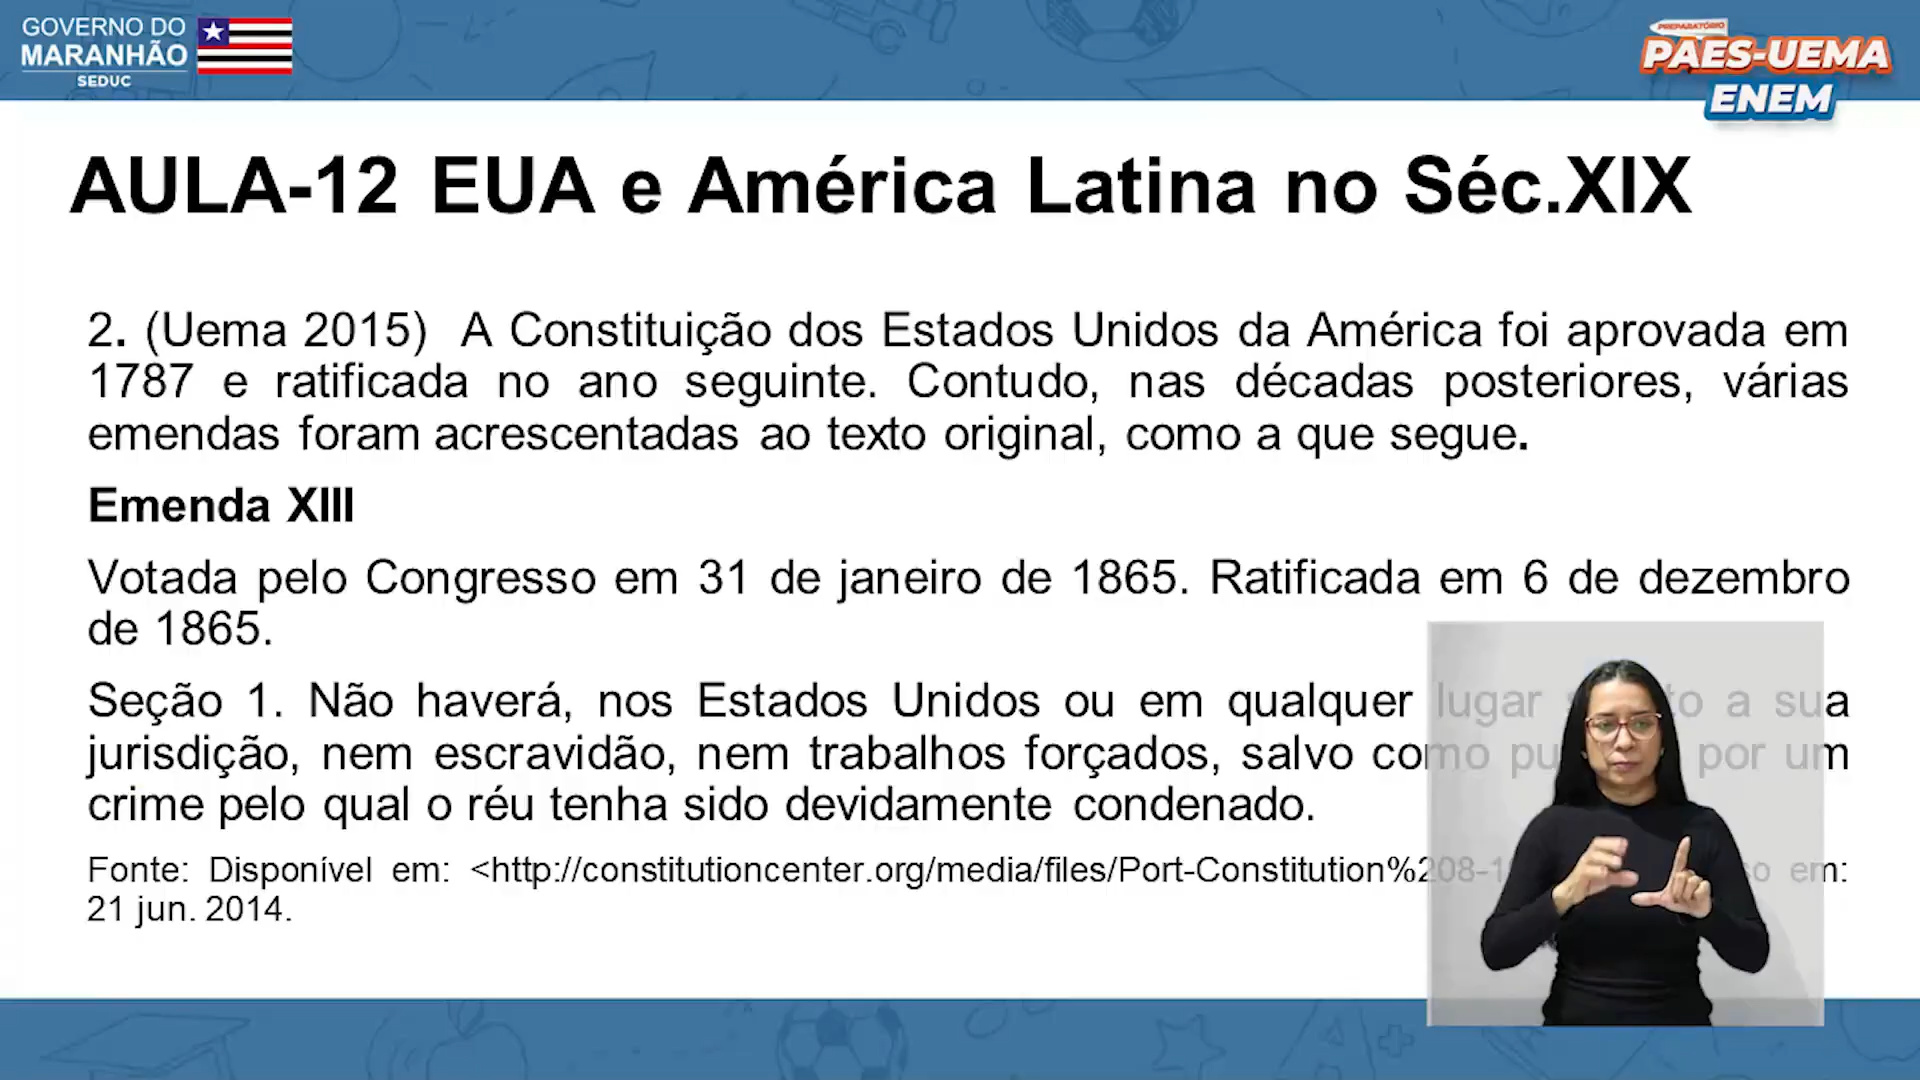 GOVERNO DO
MARANHÃO
SEDUC
PREPARATÓRIO
PAES-UEMA
ENEM
AULA-12 EUA e América Latina no Séc.XIX
2. (Uema 2015) A Constituição dos Estados Unidos da América foi aprovada em
1787 e ratificada no ano seguinte. Contudo, nas décadas posteriores, várias
emendas foram acrescentadas ao texto original, como a que segue.
Emenda XIII
Votada pelo Congresso em 31 de janeiro de 1865. Ratificada em 6 de dezembro
de 1865.
Seção 1. Não haverá, nos Estados Unidos ou em qualquer lugar a sua
jurisdição, nem escravidão, nem trabalhos forçados, salvo como por um
crime pelo qual o réu tenha sido devidamente condenado.
Fonte: Disponível em: <http://constitutioncenter.org/media/files/Port-Constitution%208-1 em:
21 jun. 2014.